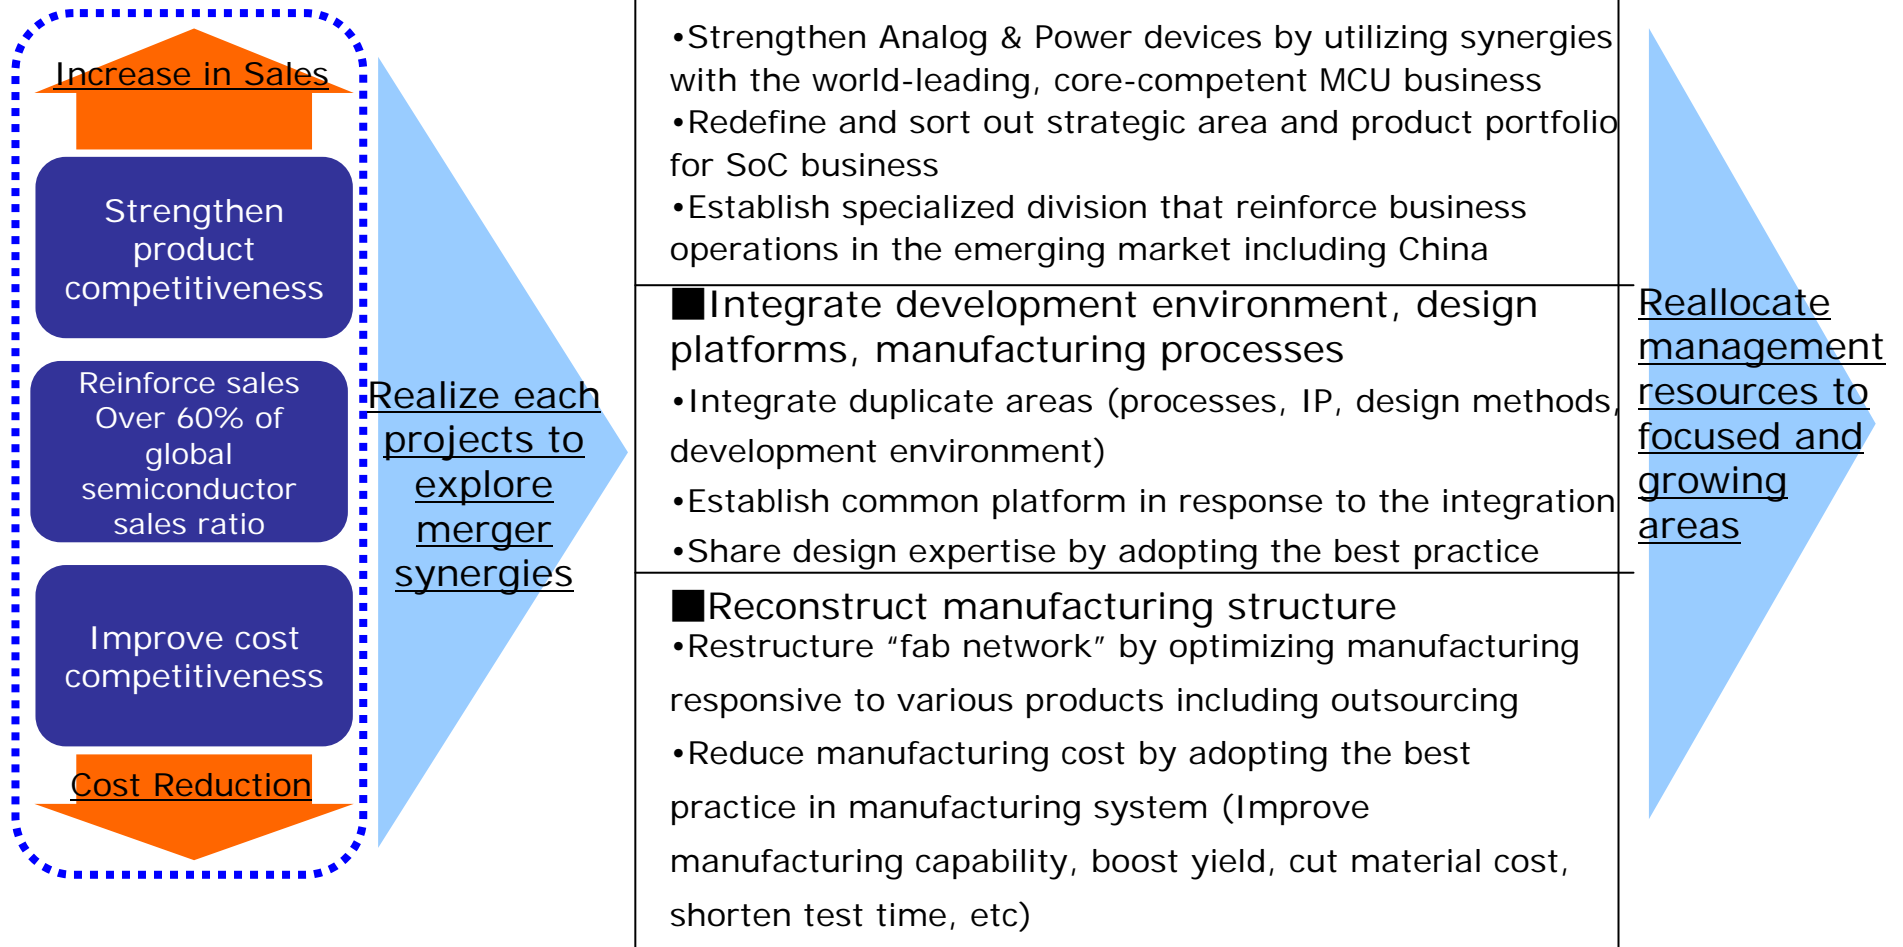 Increase in Sales
Strengthen
product
competitiveness
Reinforce sales
Over 60% of
global
semiconductor
sales ratio
Improve cost
competitiveness
Cost Reduction
Realize each
projects to
explore
merger
synergies
•Strengthen Analog & Power devices by utilizing synergies
with the world-leading, core-competent MCU business
•Redefine and sort out strategic area and product portfolio
for SoC business
•Establish specialized division that reinforce business
operations in the emerging market including China
■Integrate development environment, design
platforms, manufacturing processes
•Integrate duplicate areas (processes, IP, design methods,
development environment)
•Establish common platform in response to the integration
•Share design expertise by adopting the best practice
■Reconstruct manufacturing structure
•Restructure “fab network” by optimizing manufacturing
responsive to various products including outsourcing
•Reduce manufacturing cost by adopting the best
practice in manufacturing system (Improve
manufacturing capability, boost yield, cut material cost,
shorten test time, etc)
Reallocate
management
resources to
focused and
growing
areas